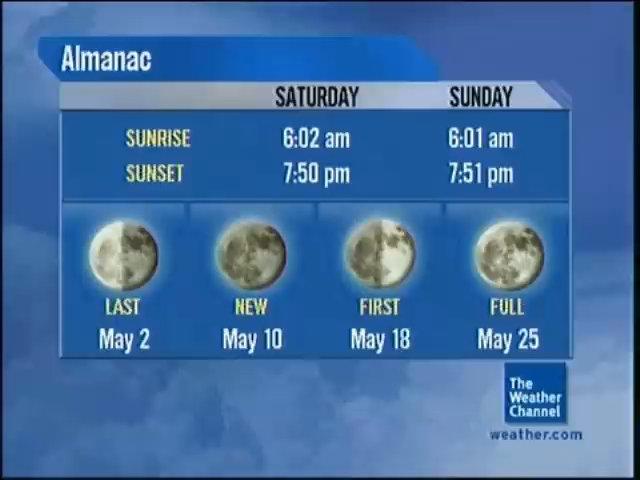 Almanac
SATURDAY SUNDAY
SUNRISE 6:02 am 6:01 am
SUNSET 7:50 pm 7:51 pm
LAST NEW FIRST FULL
May 2 May 10 May 18 May 25
The
Weather
Channel
weather.com